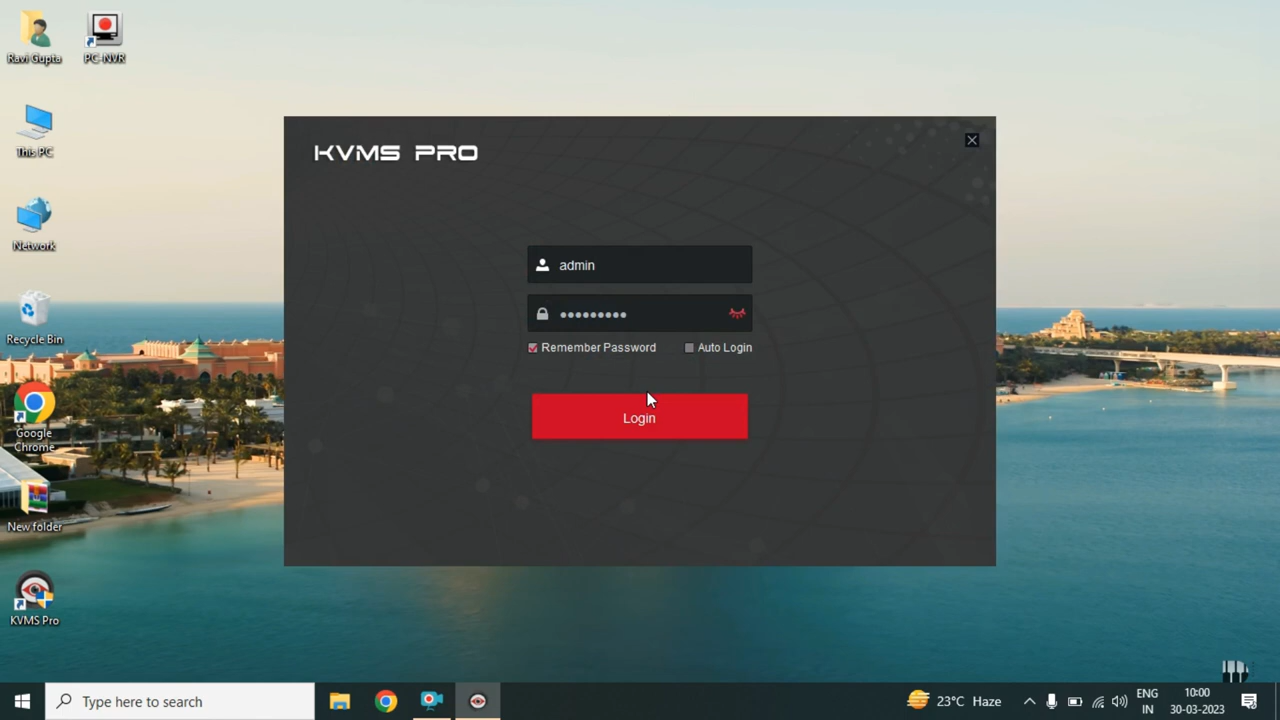 Ravi Gupta
PC-NVR
This PC
Network
Recycle Bin
Google
Chrome
New folder
KVMS Pro
KVMS PRO
admin
Remember Password
Auto Login
Login
Type here to search
23°C Haze
ENG
IN
10:00
30-03-2023